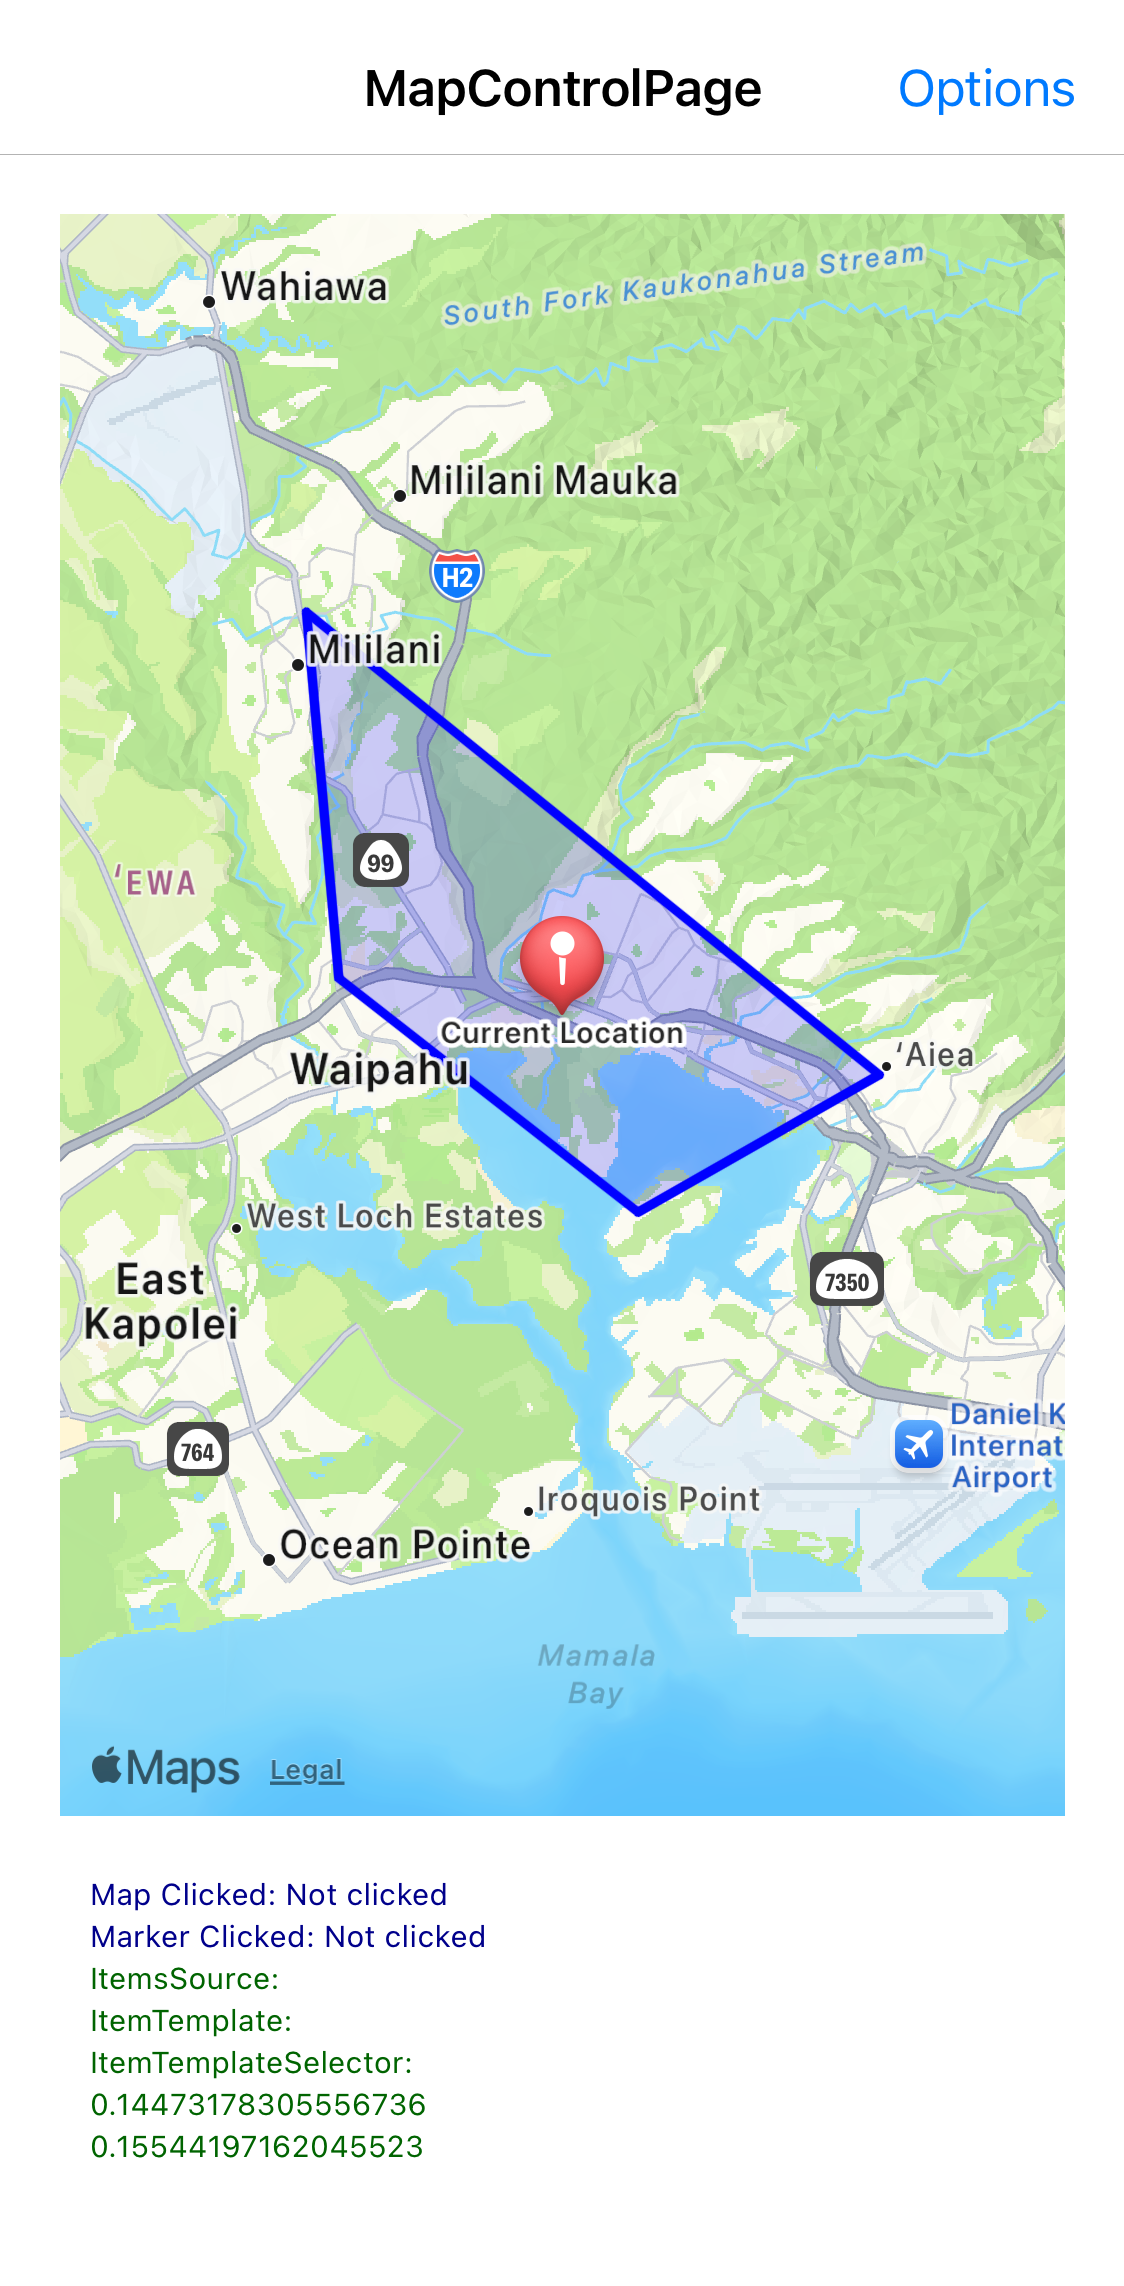 MapControlPage
Options
Wahiawa
South Fork Kaukonahua Stream
Mililani Mauka
H2
Mililani
99
ʻEWA
Current Location
Waipahu
ʻAiea
West Loch Estates
East
Kapolei
7350
764
Daniel K
Internat
Airport
Iroquois Point
Ocean Pointe
Mamala
Bay
Maps
Legal
Map Clicked: Not clicked
Marker Clicked: Not clicked
ItemsSource:
ItemTemplate:
ItemTemplateSelector:
0.14473178305556736
0.15544197162045523